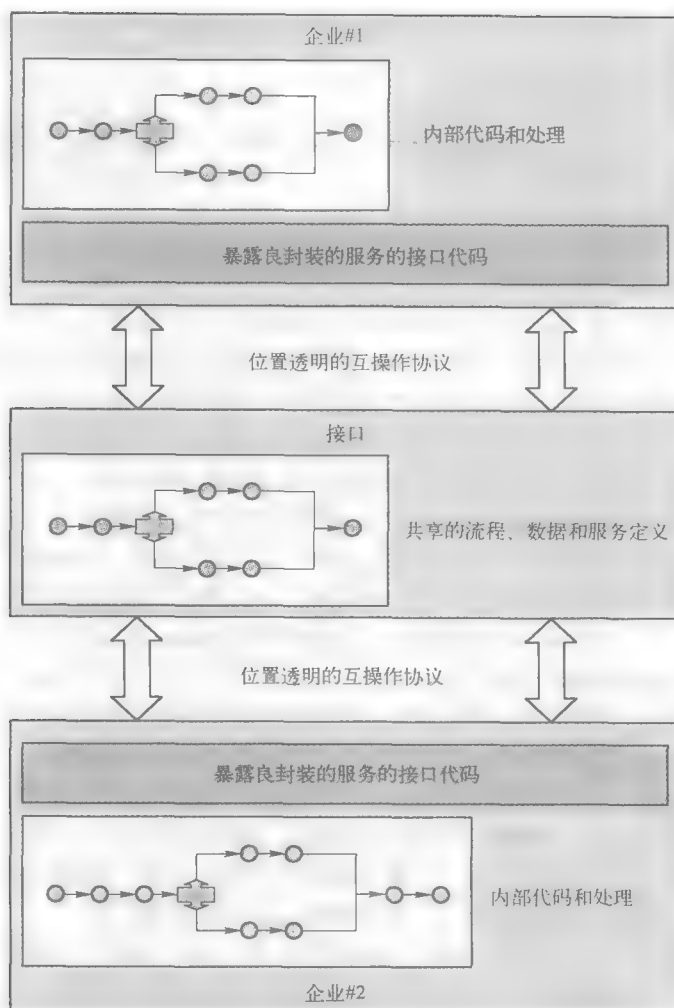 企业#1
内部代码和处理
暴露良封装的服务的接口代码
位置透明的互操作协议
接口
共享的流程、数据和服务定义
位置透明的互操作协议
暴露良封装的服务的接口代码
内部代码和处理
企业#2